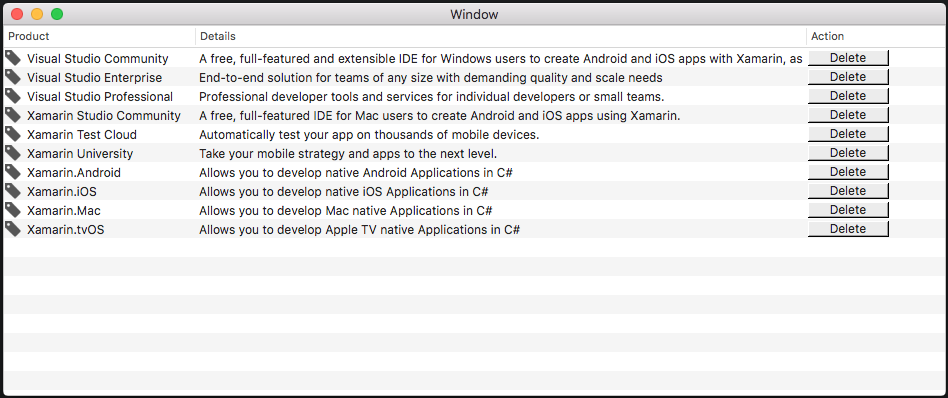 Window
Product Details Action
Visual Studio Community A free, full-featured and extensible IDE for Windows users to create Android and iOS apps with Xamarin, as Delete
Visual Studio Enterprise End-to-end solution for teams of any size with demanding quality and scale needs Delete
Visual Studio Professional Professional developer tools and services for individual developers or small teams. Delete
Xamarin Studio Community A free, full-featured IDE for Mac users to create Android and iOS apps using Xamarin. Delete
Xamarin Test Cloud Automatically test your app on thousands of mobile devices. Delete
Xamarin University Take your mobile strategy and apps to the next level. Delete
Xamarin.Android Allows you to develop native Android Applications in C# Delete
Xamarin.iOS Allows you to develop native iOS Applications in C# Delete
Xamarin.Mac Allows you to develop Mac native Applications in C# Delete
Xamarin.tvOS Allows you to develop Apple TV native Applications in C# Delete